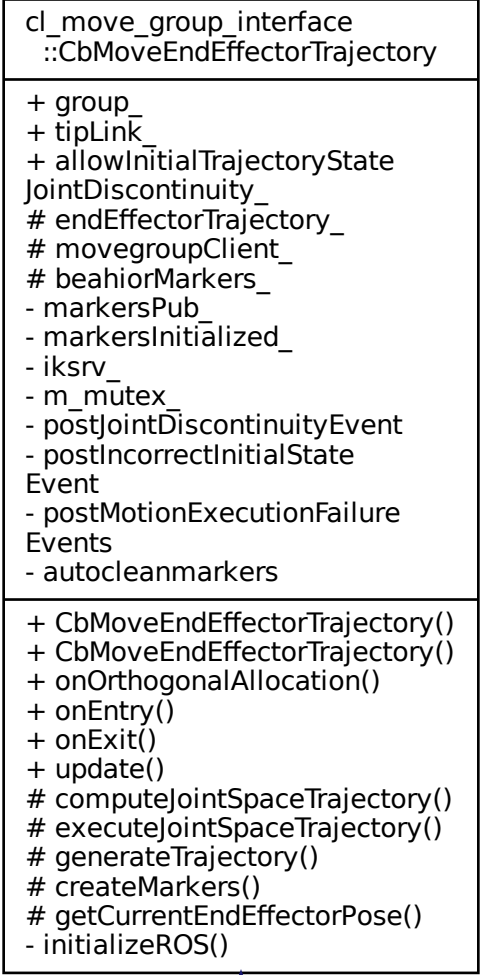 cl_move_group_interface
::CbMoveEndEffectorTrajectory
+ group_
+ tipLink_
+ allowInitialTrajectoryState
JointDiscontinuity_
# endEffectorTrajectory_
# movegroupClient_
# beahiorMarkers_
- markersPub_
- markersInitialized_
- iksrv_
- m_mutex_
- postJointDiscontinuityEvent
- postIncorrectInitialState
Event
- postMotionExecutionFailure
Events
- autocleanmarkers
+ CbMoveEndEffectorTrajectory()
+ CbMoveEndEffectorTrajectory()
+ onOrthogonalAllocation()
+ onEntry()
+ onExit()
+ update()
# computeJointSpaceTrajectory()
# executeJointSpaceTrajectory()
# generateTrajectory()
# createMarkers()
# getCurrentEndEffectorPose()
- initializeROS()